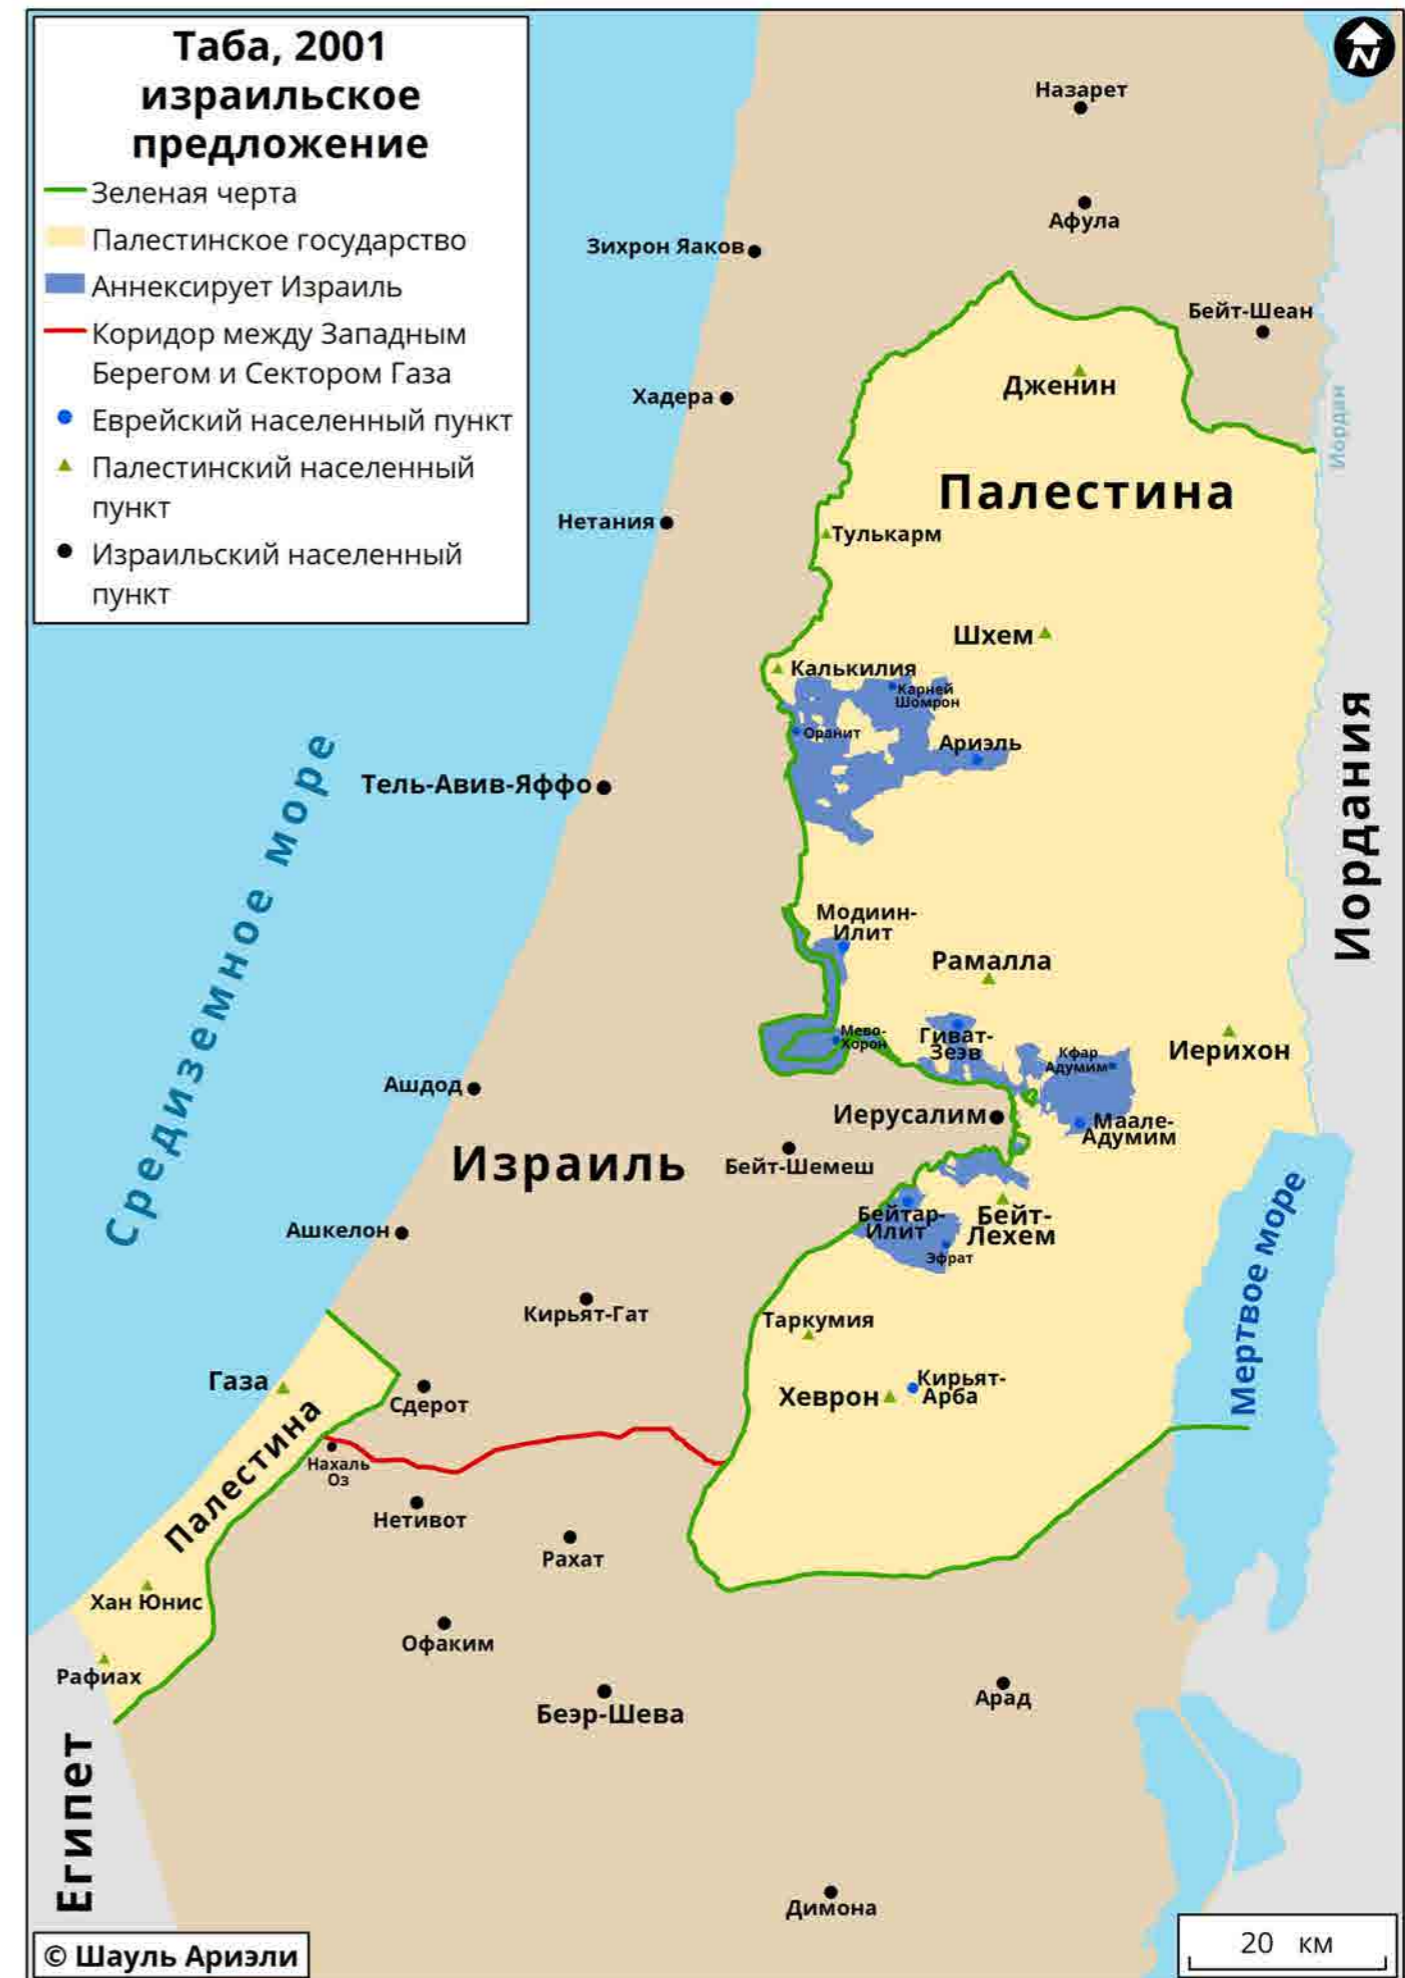 Таба, 2001
израильское
предложение
Зеленая черта
Палестинское государство
Аннексирует Израиль
Коридор между Западным
Берегом и Сектором Газа
Еврейский населенный пункт
Палестинский населенный
пункт
Израильский населенный
пункт
N
Назарет
Афула
Зихрон Яаков
Бейт-Шеан
Хадера
Дженин
Иордан
Палестина
Нетания
Тулькарм
Шхем
Калькилия
Карней
Шомрон
Оранит
Ариэль
Тель-Авив-Яффо
Средиземное море
Иордания
Модиин-
Илит
Рамалла
Мево-
Хорон
Гиват-
Зеэв
Кфар
Адумим
Иерихон
Ашдод
Иерусалим
Маале-
Адумим
Израиль
Бейт-Шемеш
Бейтар-
Илит
Бейт-
Лехем
Эфрат
Мертвое море
Ашкелон
Кирьят-Гат
Таркумия
Газа
Сдерот
Хеврон
Кирьят-
Арба
Палестина
Нахаль
Оз
Нетивот
Рахат
Хан Юнис
Офаким
Рафиах
Беэр-Шева
Арад
Египет
Димона
© Шауль Ариэли
20 км